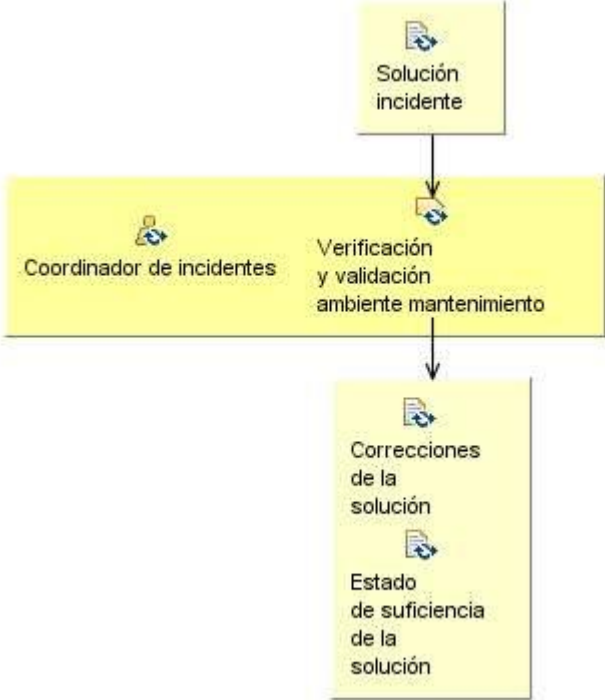 Solución
incidente
Coordinador de incidentes
Verificación
y validación
ambiente mantenimiento
Correcciones
de la
solución
Estado
de suficiencia
de la
solución